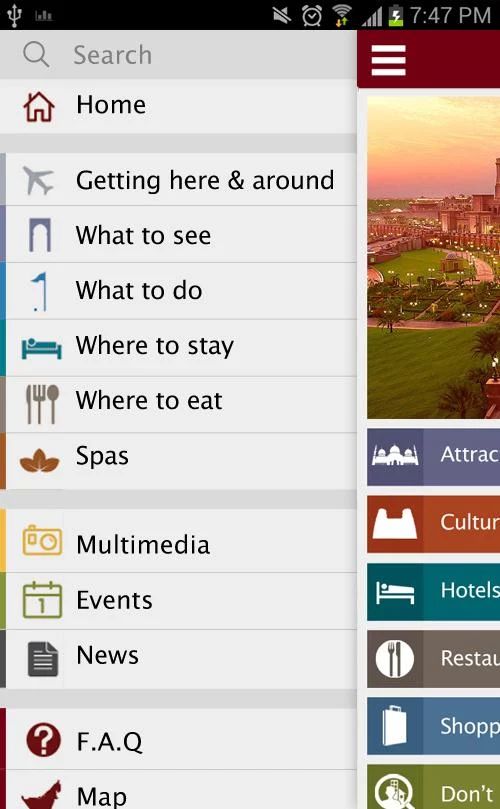 7:47 PM
Search
Home
Getting here & around
What to see
What to do
Where to stay
Where to eat
Spas
Multimedia
1
Events
News
?
F.A.Q
Map
Attrac
Cultur
Hotels
Restau
Shopp
Don't